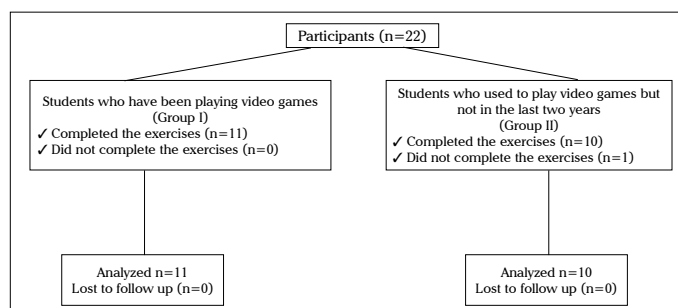 Participants (n=22)
Students who have been playing video games
(Group I)
✓ Completed the exercises (n=11)
✓ Did not complete the exercises (n=0)
Students who used to play video games but
not in the last two years
(Group II)
✓ Completed the exercises (n=10)
✓ Did not complete the exercises (n=1)
Analyzed n=11
Lost to follow up (n=0)
Analyzed n=10
Lost to follow up (n=0)